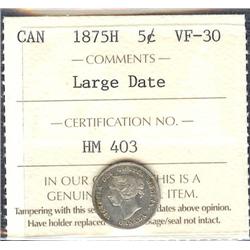 CAN 1875H 5¢ VF-30
— COMMENTS —
Large Date
— CERTIFICATION NO. —
HM 403
IN OUR THIS IS A
GENUIN ITEM.
Tampering with this se dates above opinion.
Have holder replaced age/seal not intact.